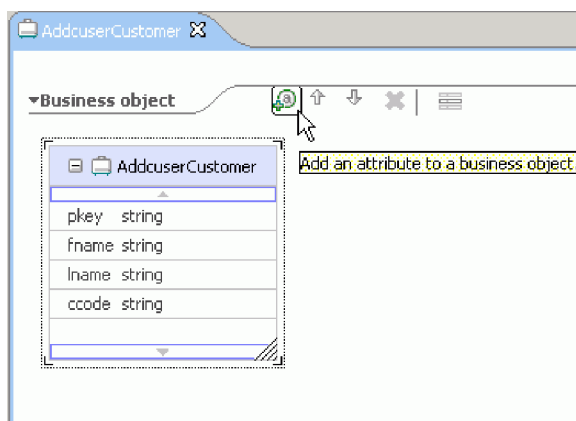 AddcuserCustomer
Business object
Add an attribute to a business object
AddcuserCustomer
pkey string
fname string
lname string
ccode string